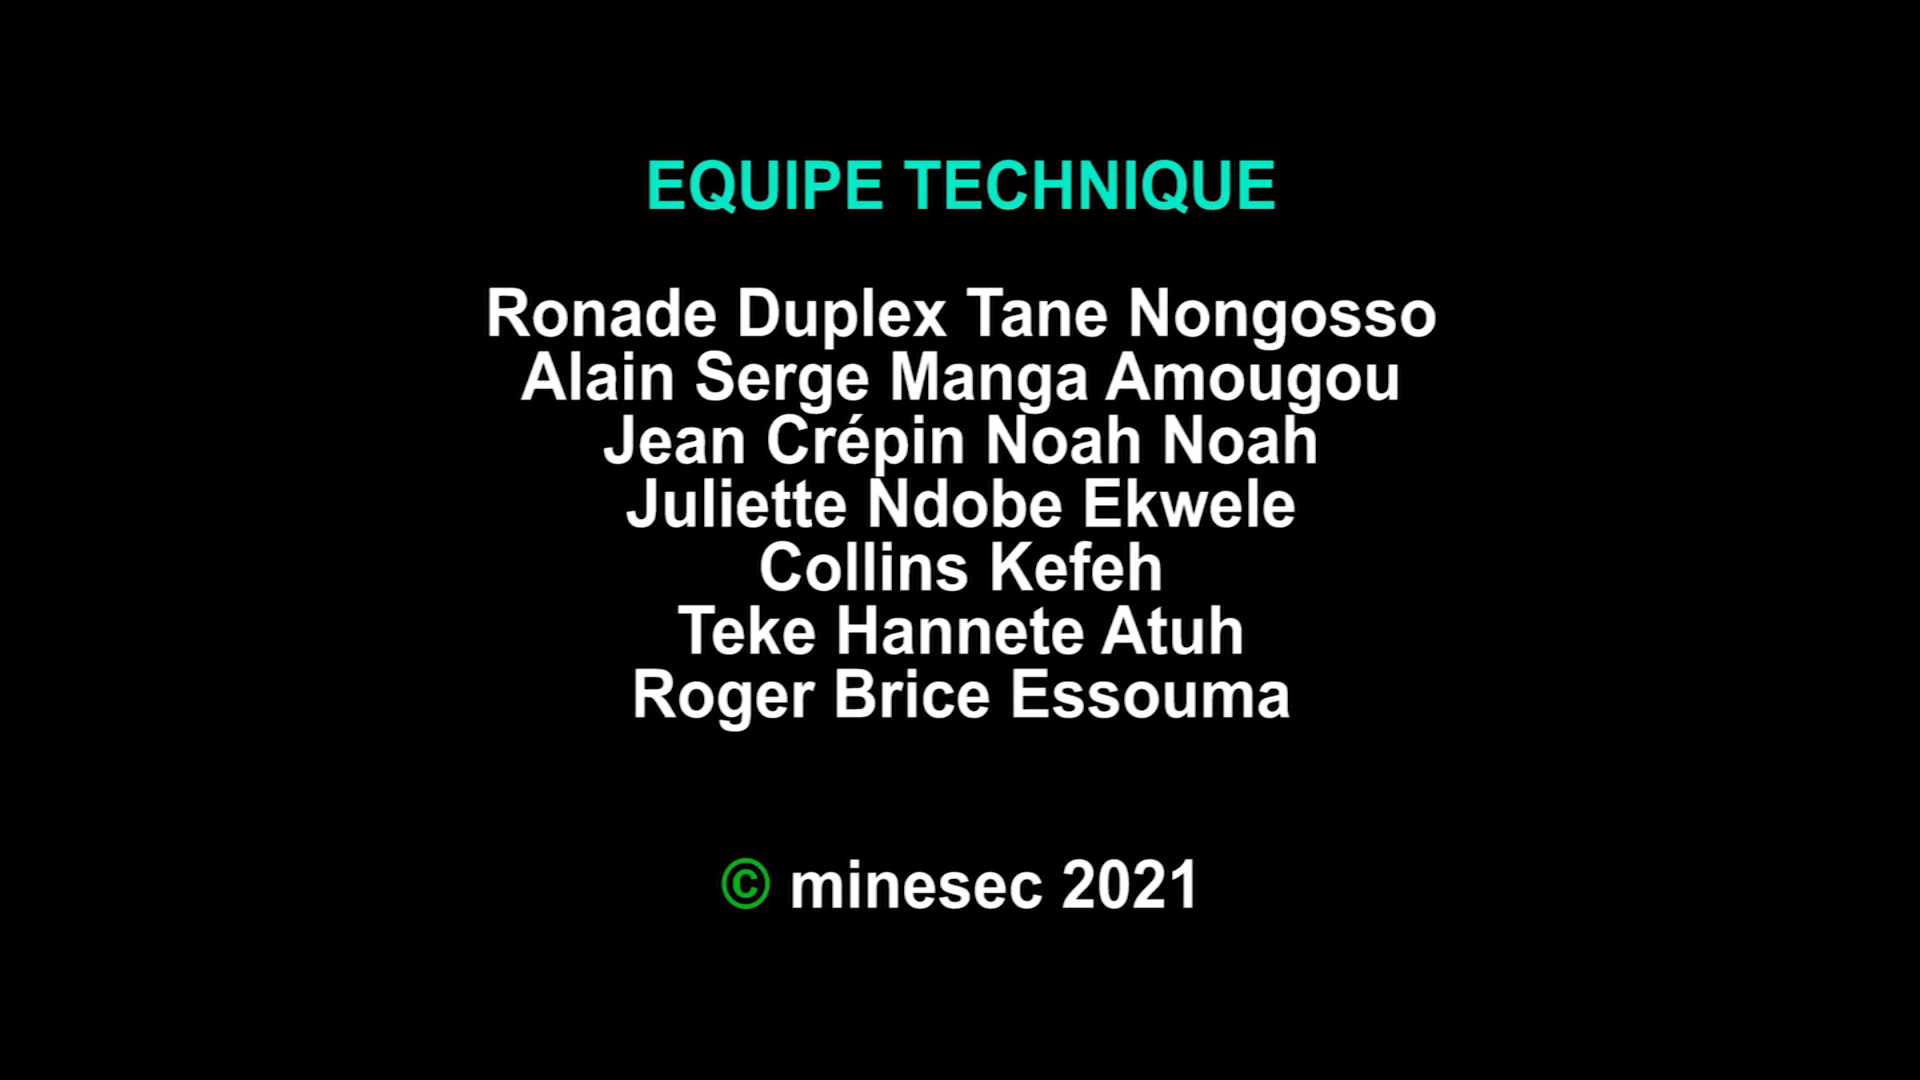 EQUIPE TECHNIQUE
Ronade Duplex Tane Nongosso
Alain Serge Manga Amougou
Jean Crépin Noah Noah
Juliette Ndobe Ekwele
Collins Kefeh
Teke Hannete Atuh
Roger Brice Essouma
© minesec 2021